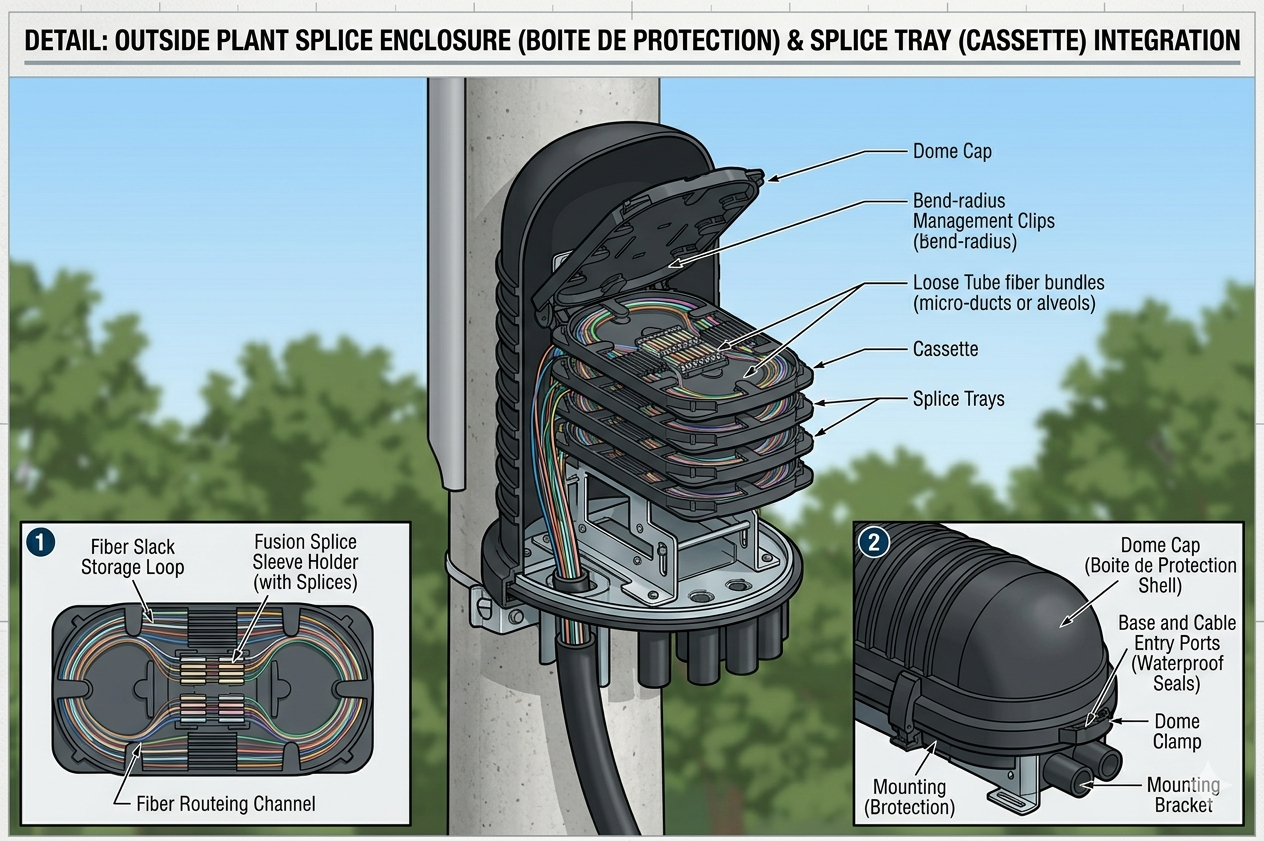 DETAIL: OUTSIDE PLANT SPLICE ENCLOSURE (BOITE DE PROTECTION) & SPLICE TRAY (CASSETTE) INTEGRATION
Dome Cap
Bend-radius
Management Clips
(bend-radius)
Loose Tube fiber bundles
(micro-ducts or alveols)
Cassette
Splice Trays
1
Fiber Slack
Storage Loop
Fusion Splice
Sleeve Holder
(with Splices)
Fiber Routeing Channel
2
Dome Cap
(Boite de Protection
Shell)
Base and Cable
Entry Ports
(Waterproof
Seals)
Dome
Clamp
Mounting
(Brotection)
Mounting
Bracket